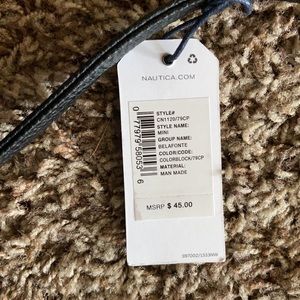 NAUTICA.COM
STYLE#
CN1120/79CP
STYLE NAME:
MINI
GROUP NAME:
BELAFONTE
COLOR/CODE:
COLORBLOCK/79CP
MATERIAL:
MAN MADE
MSRP $ 45.00